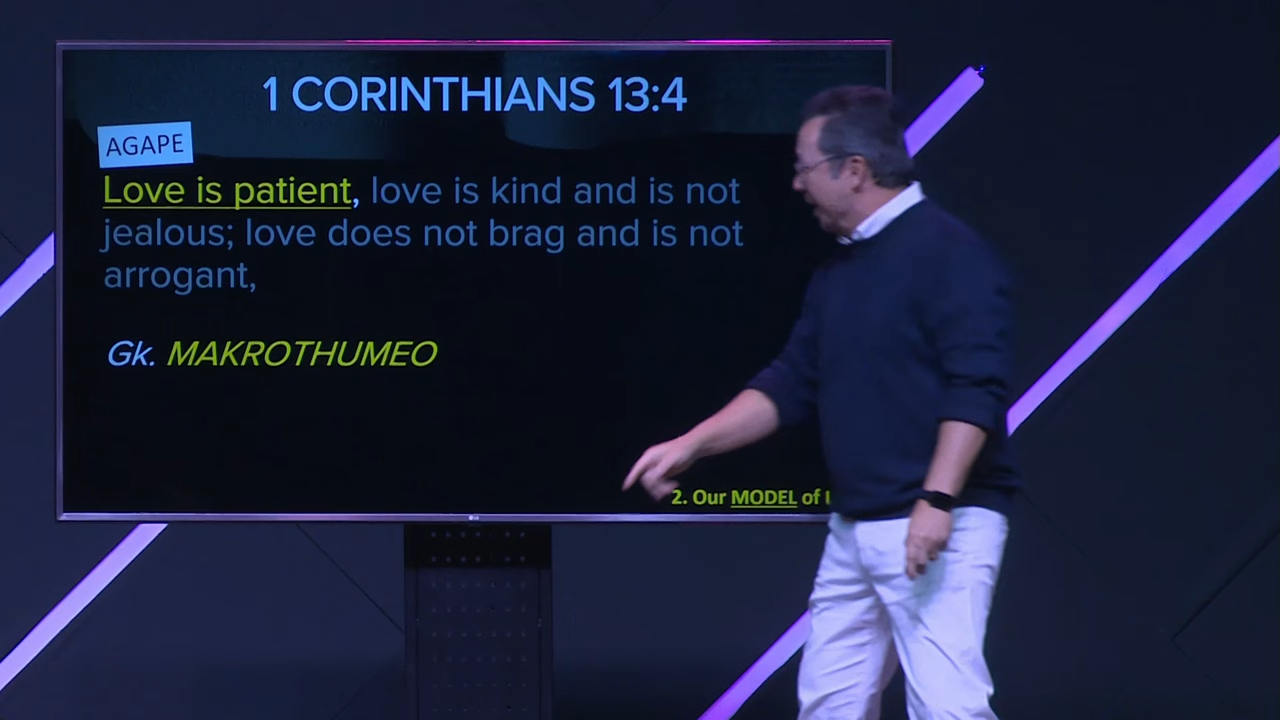 1 CORINTHIANS 13:4
AGAPE
Love is patient, love is kind and is not
jealous; love does not brag and is not
arrogant,
Gk. MAKROTHUMEO
2. Our MODEL of
LG